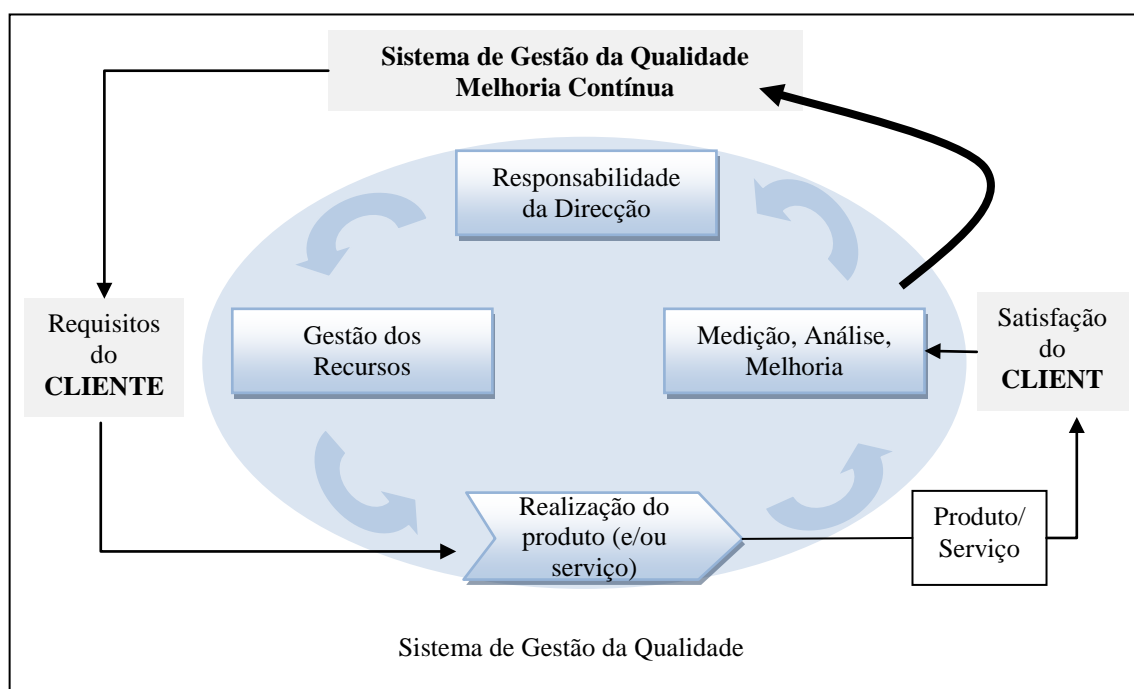 Sistema de Gestão da Qualidade
Melhoria Contínua
Responsabilidade
da Direcção
Requisitos
do
CLIENTE
Gestão dos
Recursos
Medição, Análise,
Melhoria
Satisfação
do
CLIENT
Realização do
produto (e/ou
serviço)
Produto/
Serviço
Sistema de Gestão da Qualidade